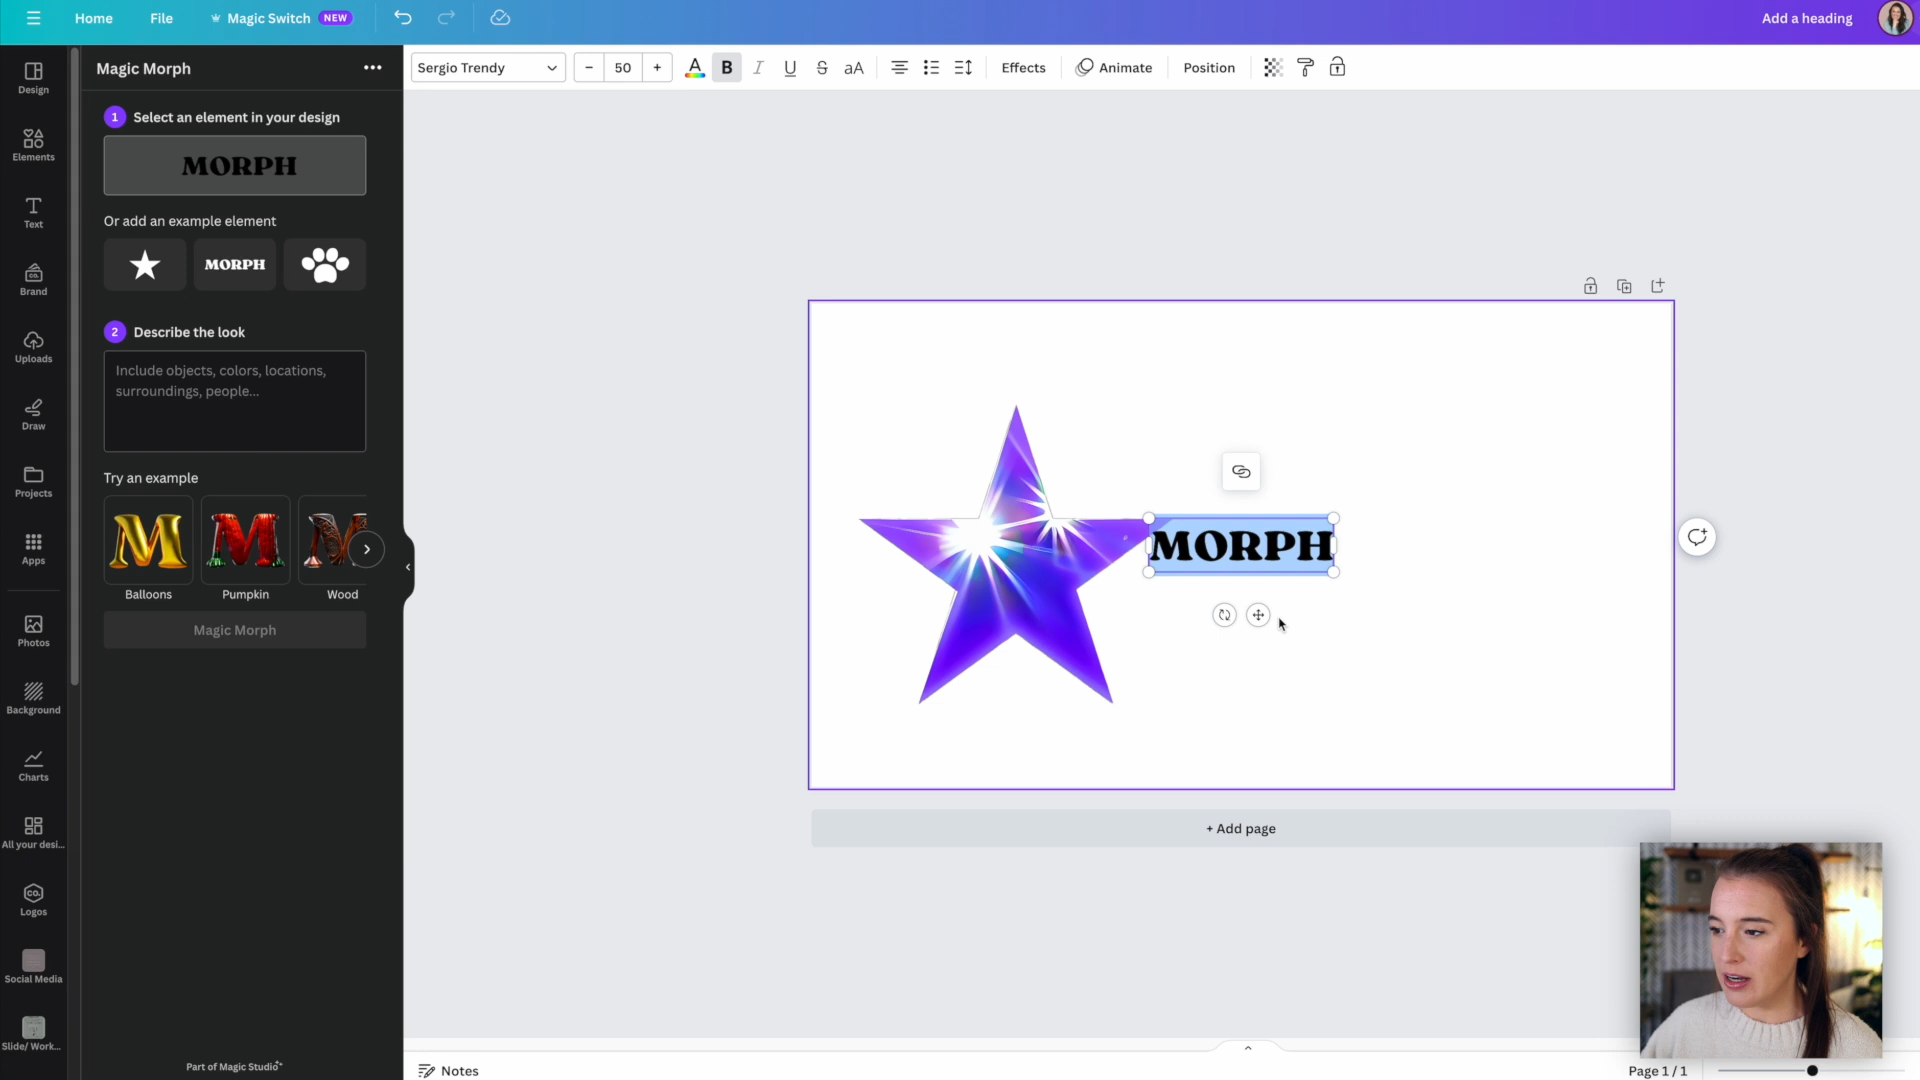 Home
File
Magic Switch
NEW
Add a heading
Design
Elements
Text
Brand
Uploads
Draw
Projects
Apps
Photos
Background
Charts
All your desi...
Logos
Social Media
Slide/ Work...
Magic Morph
1 Select an element in your design
MORPH
Or add an example element
MORPH
2 Describe the look
Include objects, colors, locations,
surroundings, people...
Try an example
M
M
M
Balloons
Pumpkin
Wood
Magic Morph
Part of Magic Studio
Sergio Trendy
– 50 +
A
B
I
U
S
aA
Effects
Animate
Position
MORPH
+ Add page
Notes
Page 1 / 1